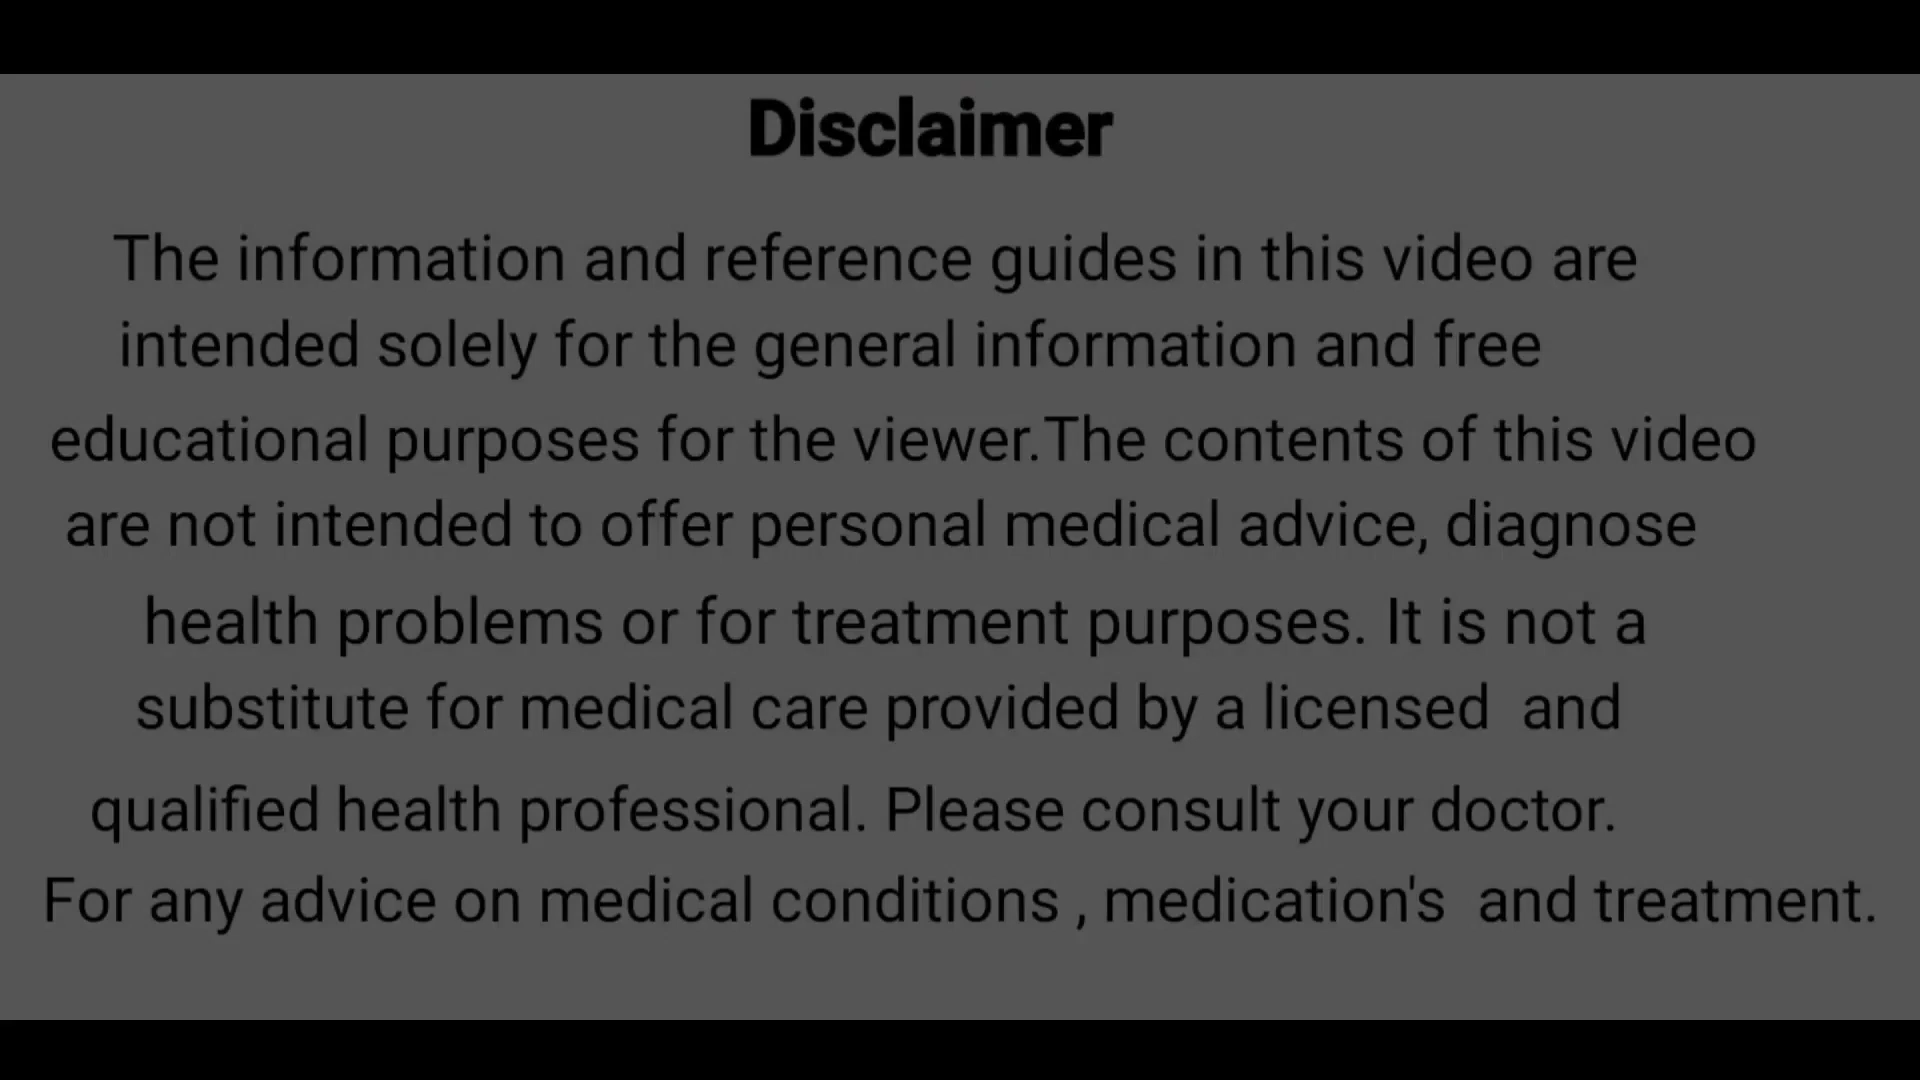 Disclaimer
The information and reference guides in this video are
intended solely for the general information and free
educational purposes for the viewer.The contents of this video
are not intended to offer personal medical advice, diagnose
health problems or for treatment purposes. It is not a
substitute for medical care provided by a licensed  and
qualified health professional. Please consult your doctor.
For any advice on medical conditions , medication's  and treatment.